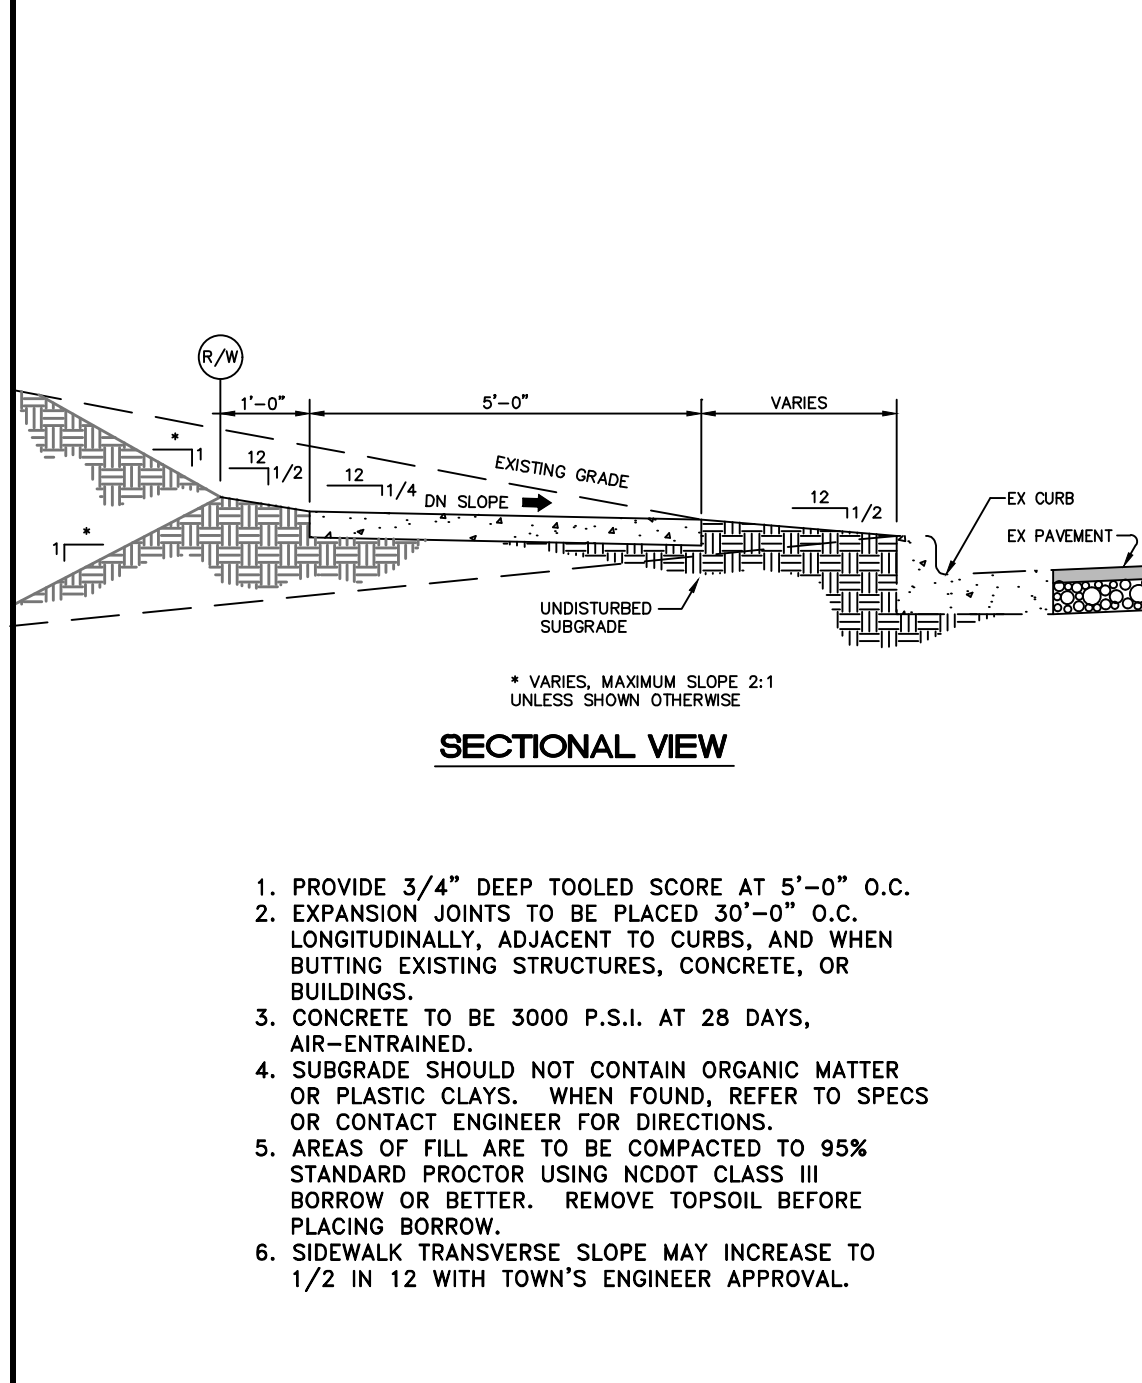 R/W
1'-0"
5'-0"
VARIES
*
1
12
1/2
12
1/4
EXISTING GRADE
DN SLOPE
12
1/2
EX CURB
EX PAVEMENT
*
1
UNDISTURBED
SUBGRADE
* VARIES, MAXIMUM SLOPE 2:1
UNLESS SHOWN OTHERWISE
SECTIONAL VIEW
1. PROVIDE 3/4" DEEP TOOLED SCORE AT 5'-0" O.C.
2. EXPANSION JOINTS TO BE PLACED 30'-0" O.C.
LONGITUDINALLY, ADJACENT TO CURBS, AND WHEN
BUTTING EXISTING STRUCTURES, CONCRETE, OR
BUILDINGS.
3. CONCRETE TO BE 3000 P.S.I. AT 28 DAYS,
AIR-ENTRAINED.
4. SUBGRADE SHOULD NOT CONTAIN ORGANIC MATTER
OR PLASTIC CLAYS. WHEN FOUND, REFER TO SPECS
OR CONTACT ENGINEER FOR DIRECTIONS.
5. AREAS OF FILL ARE TO BE COMPACTED TO 95%
STANDARD PROCTOR USING NCDOT CLASS III
BORROW OR BETTER. REMOVE TOPSOIL BEFORE
PLACING BORROW.
6. SIDEWALK TRANSVERSE SLOPE MAY INCREASE TO
1/2 IN 12 WITH TOWN'S ENGINEER APPROVAL.